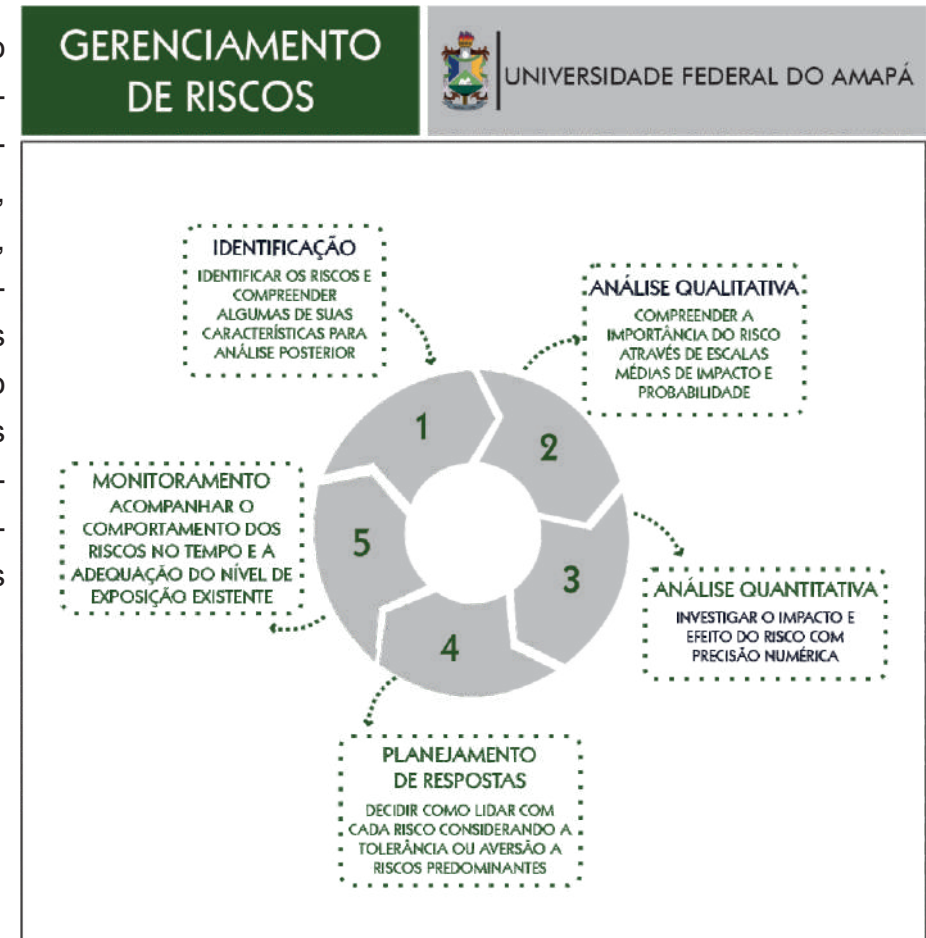 GERENCIAMENTO
DE RISCOS
UNIVERSIDADE FEDERAL DO AMAPÁ
IDENTIFICAÇÃO
IDENTIFICAR OS RISCOS E
COMPREENDER
ALGUMAS DE SUAS
CARACTERÍSTICAS PARA
ANÁLISE POSTERIOR
ANÁLISE QUALITATIVA
COMPREENDER A
IMPORTÂNCIA DO RISCO
ATRAVÉS DE ESCALAS
MÉDIAS DE IMPACTO E
PROBABILIDADE
1
2
3
4
5
MONITORAMENTO
ACOMPANHAR O
COMPORTAMENTO DOS
RISCOS NO TEMPO E A
ADEQUAÇÃO DO NÍVEL DE
EXPOSIÇÃO EXISTENTE
ANÁLISE QUANTITATIVA
INVESTIGAR O IMPACTO E
EFEITO DO RISCO COM
PRECISÃO NUMÉRICA
PLANEJAMENTO
DE RESPOSTAS
DECIDIR COMO LIDAR COM
CADA RISCO CONSIDERANDO A
TOLERÂNCIA OU AVERSÃO A
RISCOS PREDOMINANTES